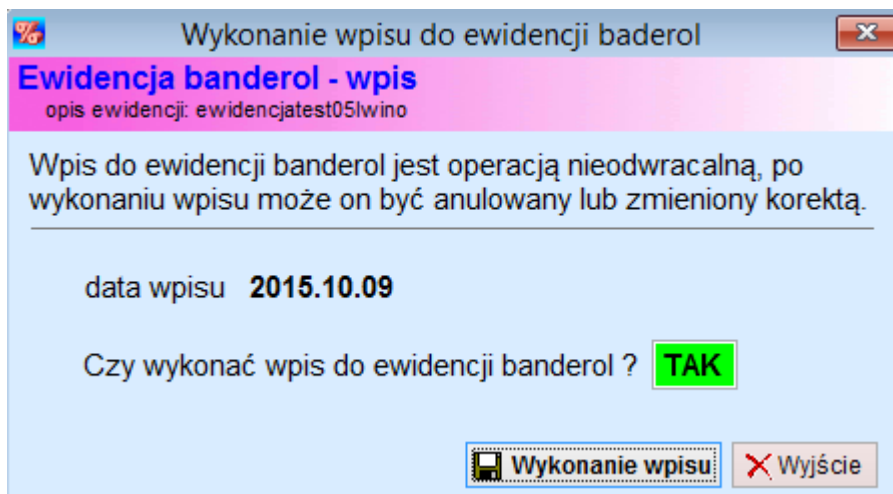 Wykonanie wpisu do ewidencji baderol
Ewidencja banderol - wpis
opis ewidencji: ewidencjatest05lwino
Wpis do ewidencji banderol jest operacją nieodwracalną, po
wykonaniu wpisu może on być anulowany lub zmieniony korektą.
data wpisu 2015.10.09
Czy wykonać wpis do ewidencji banderol ? TAK
Wykonanie wpisu Wyjście